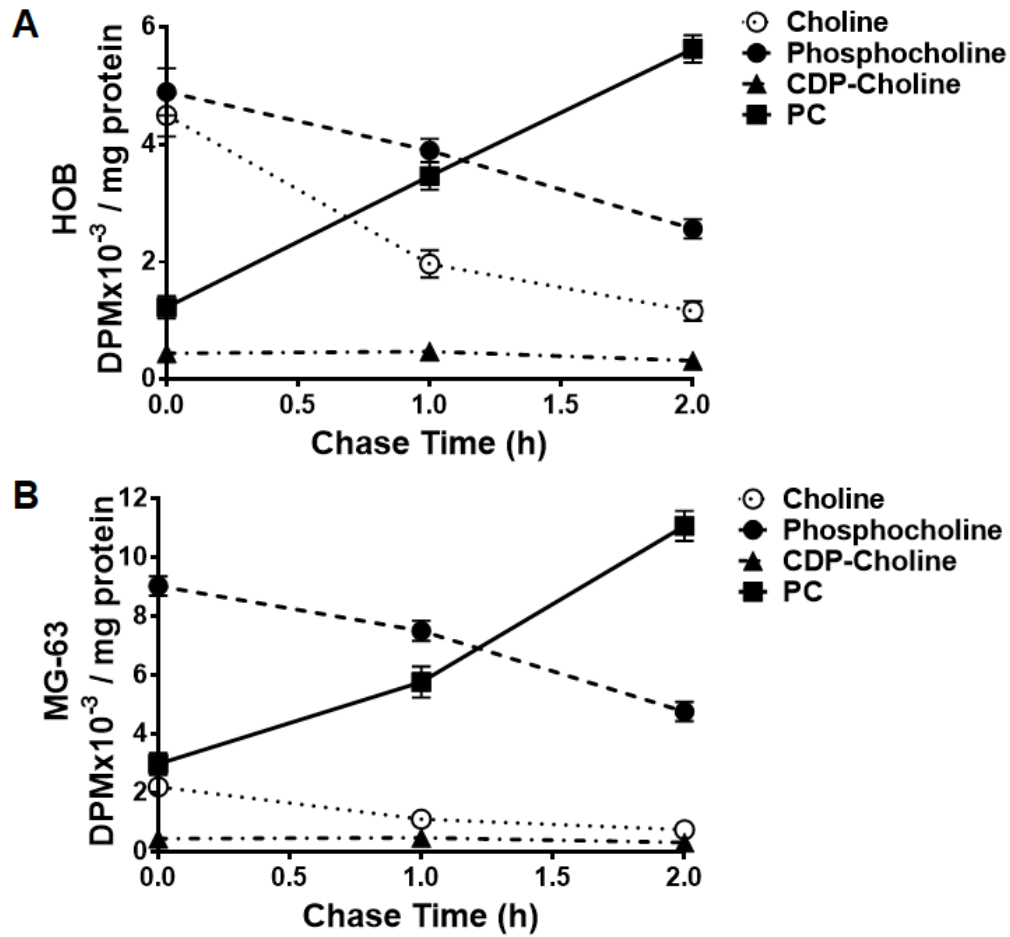 A
HOB
DPMx10⁻³ / mg protein
6
4
2
0
0.0 0.5 1.0 1.5 2.0
Chase Time (h)
Choline
Phosphocholine
CDP-Choline
PC
B
MG-63
DPMx10⁻³ / mg protein
12
10
8
6
4
2
0
0.0 0.5 1.0 1.5 2.0
Chase Time (h)
Choline
Phosphocholine
CDP-Choline
PC